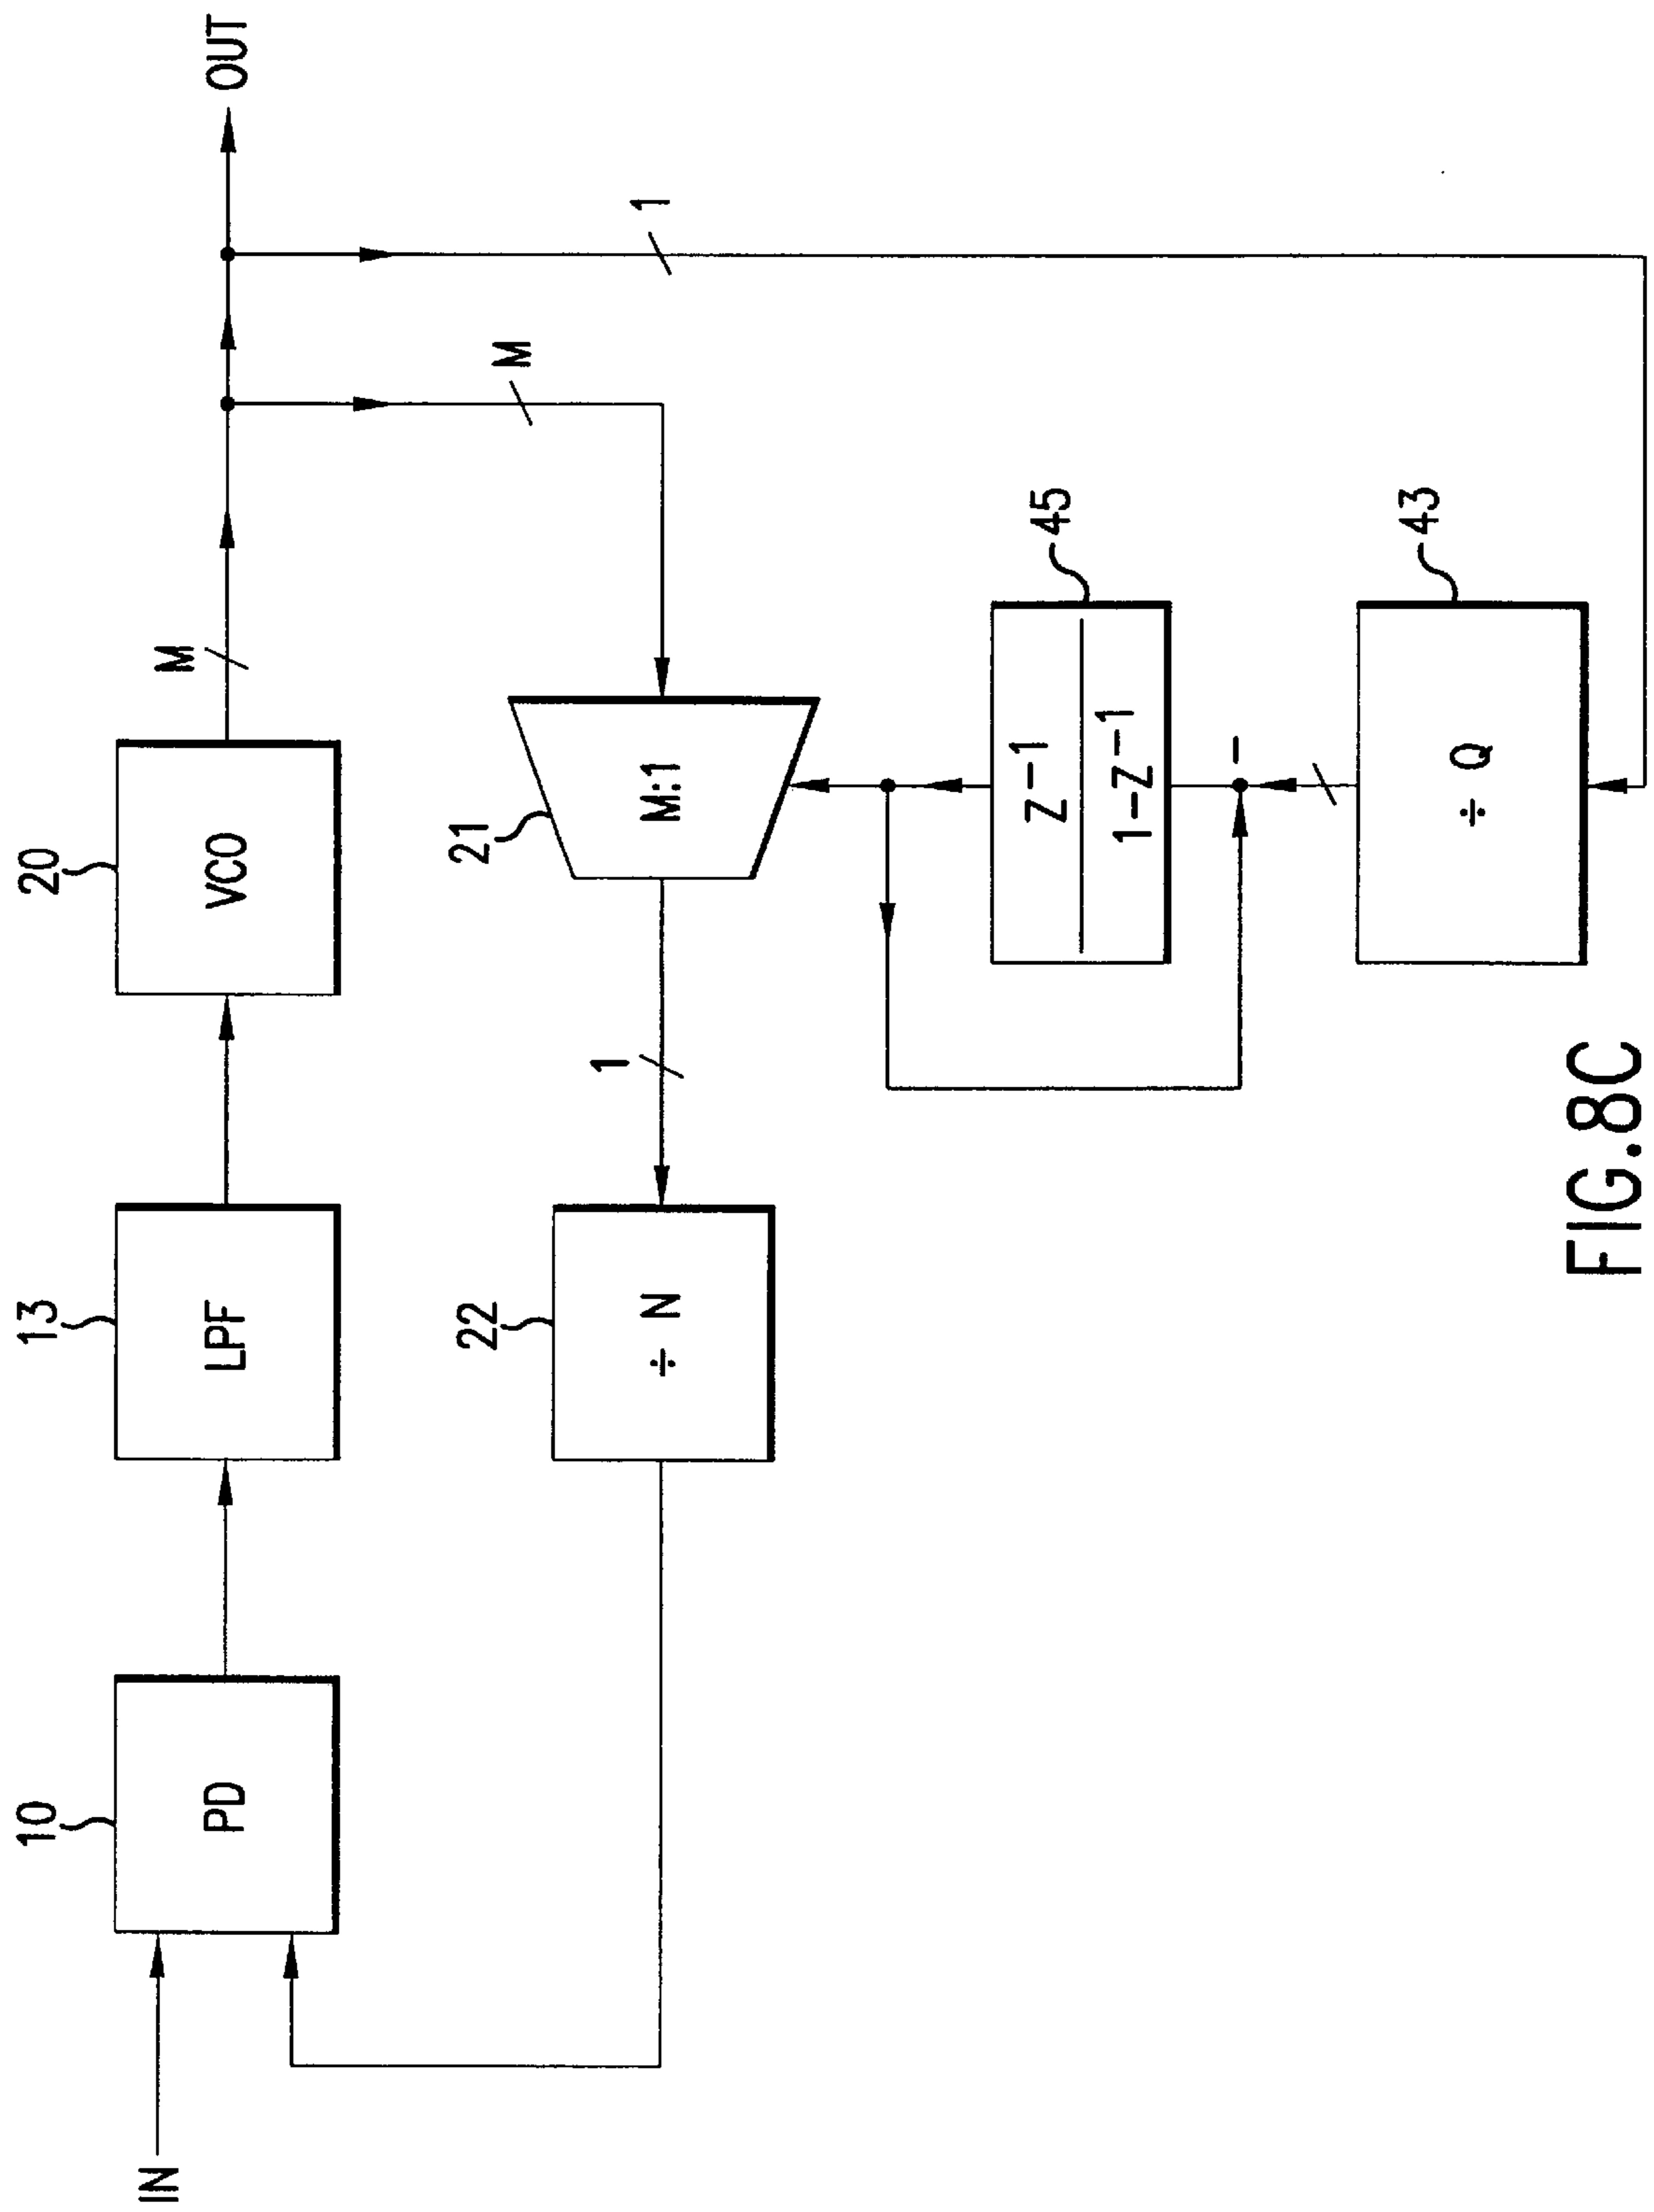 10
13
20
IN
PD
LPF
VCO
M
OUT
22
21
M
÷ N
1
M:1
1
45
Z⁻¹
1-Z⁻¹
-
43
÷ Q
FIG.8C